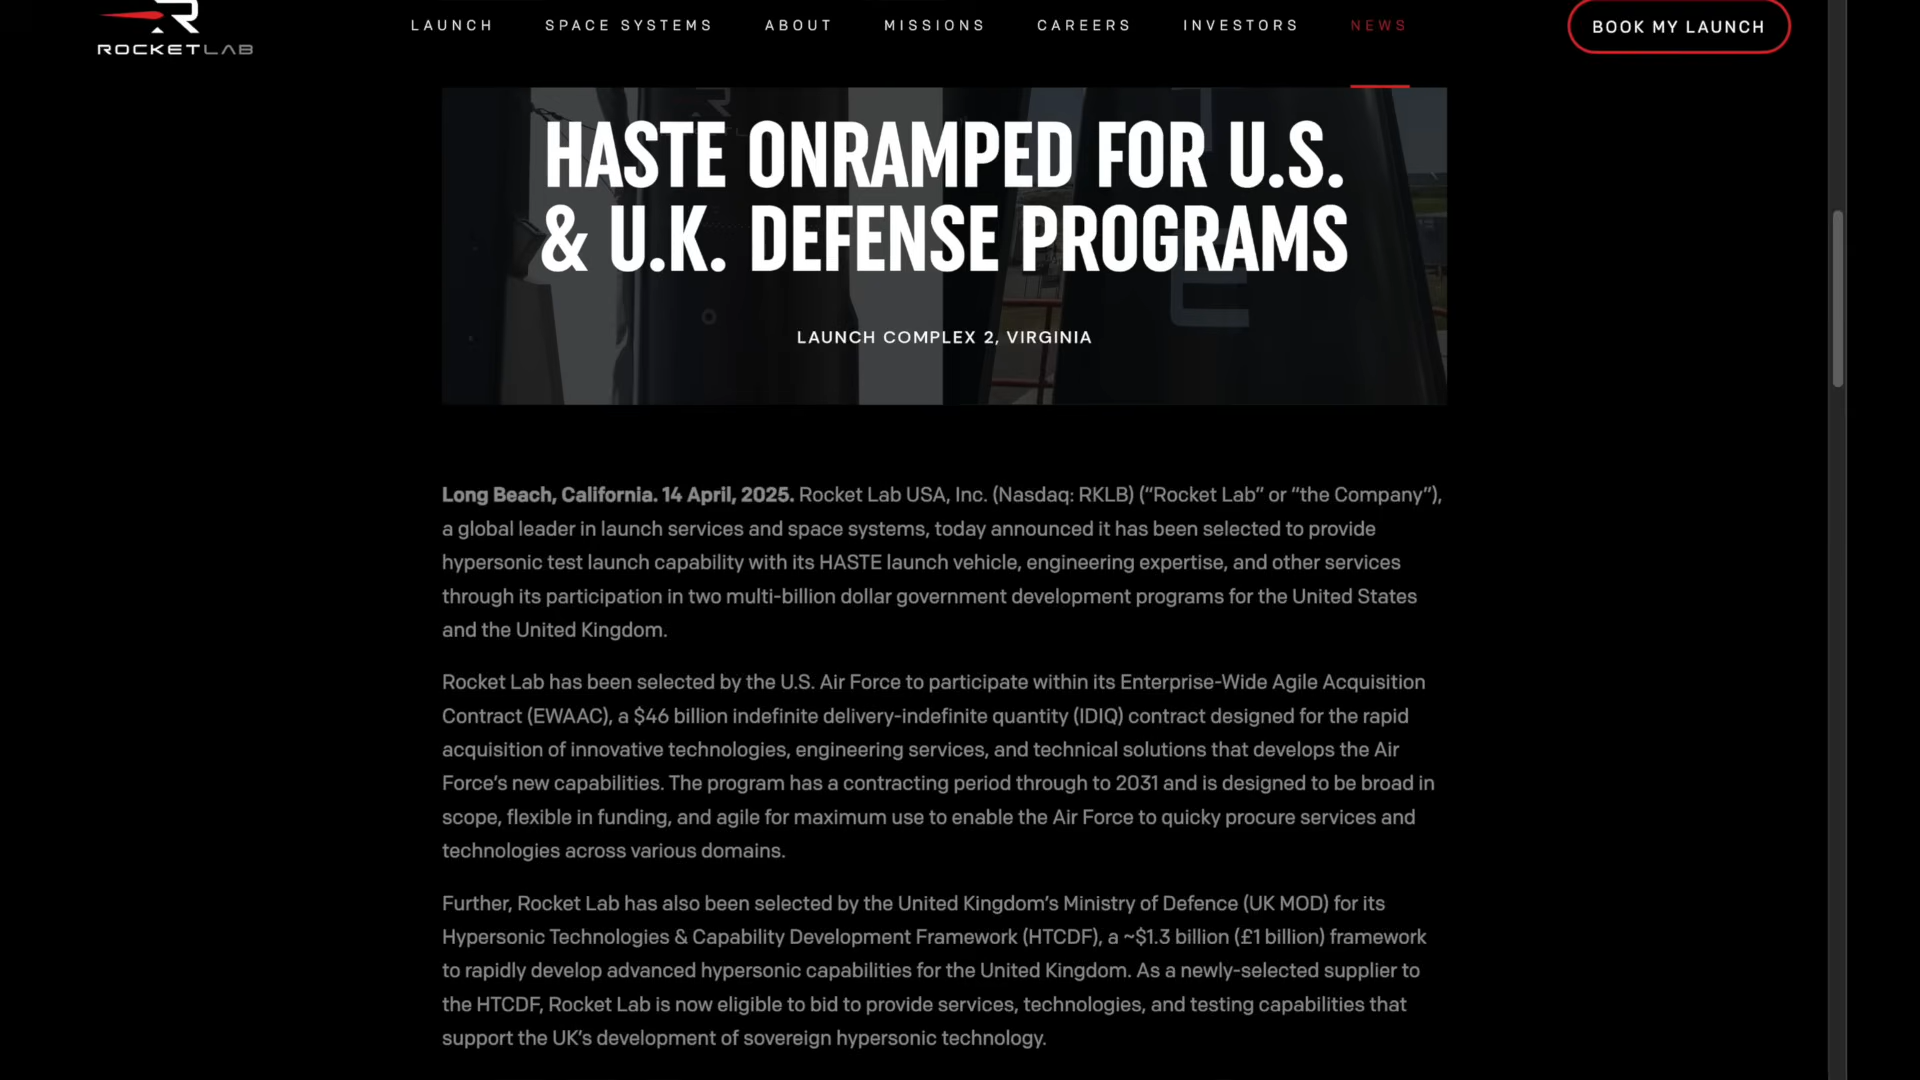 ROCKETLAB
LAUNCH
SPACE SYSTEMS
ABOUT
MISSIONS
CAREERS
INVESTORS
NEWS
BOOK MY LAUNCH
HASTE ONRAMPED FOR U.S.
& U.K. DEFENSE PROGRAMS
LAUNCH COMPLEX 2, VIRGINIA
Long Beach, California. 14 April, 2025. Rocket Lab USA, Inc. (Nasdaq: RKLB) (“Rocket Lab” or “the Company”),
a global leader in launch services and space systems, today announced it has been selected to provide
hypersonic test launch capability with its HASTE launch vehicle, engineering expertise, and other services
through its participation in two multi-billion dollar government development programs for the United States
and the United Kingdom.
Rocket Lab has been selected by the U.S. Air Force to participate within its Enterprise-Wide Agile Acquisition
Contract (EWAAC), a $46 billion indefinite delivery-indefinite quantity (IDIQ) contract designed for the rapid
acquisition of innovative technologies, engineering services, and technical solutions that develops the Air
Force’s new capabilities. The program has a contracting period through to 2031 and is designed to be broad in
scope, flexible in funding, and agile for maximum use to enable the Air Force to quicky procure services and
technologies across various domains.
Further, Rocket Lab has also been selected by the United Kingdom’s Ministry of Defence (UK MOD) for its
Hypersonic Technologies & Capability Development Framework (HTCDF), a ~$1.3 billion (£1 billion) framework
to rapidly develop advanced hypersonic capabilities for the United Kingdom. As a newly-selected supplier to
the HTCDF, Rocket Lab is now eligible to bid to provide services, technologies, and testing capabilities that
support the UK’s development of sovereign hypersonic technology.